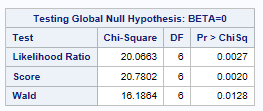 Testing Global Null Hypothesis: BETA=0
Test Chi-Square DF Pr > ChiSq
Likelihood Ratio 20.0663 6 0.0027
Score 20.7802 6 0.0020
Wald 16.1864 6 0.0128